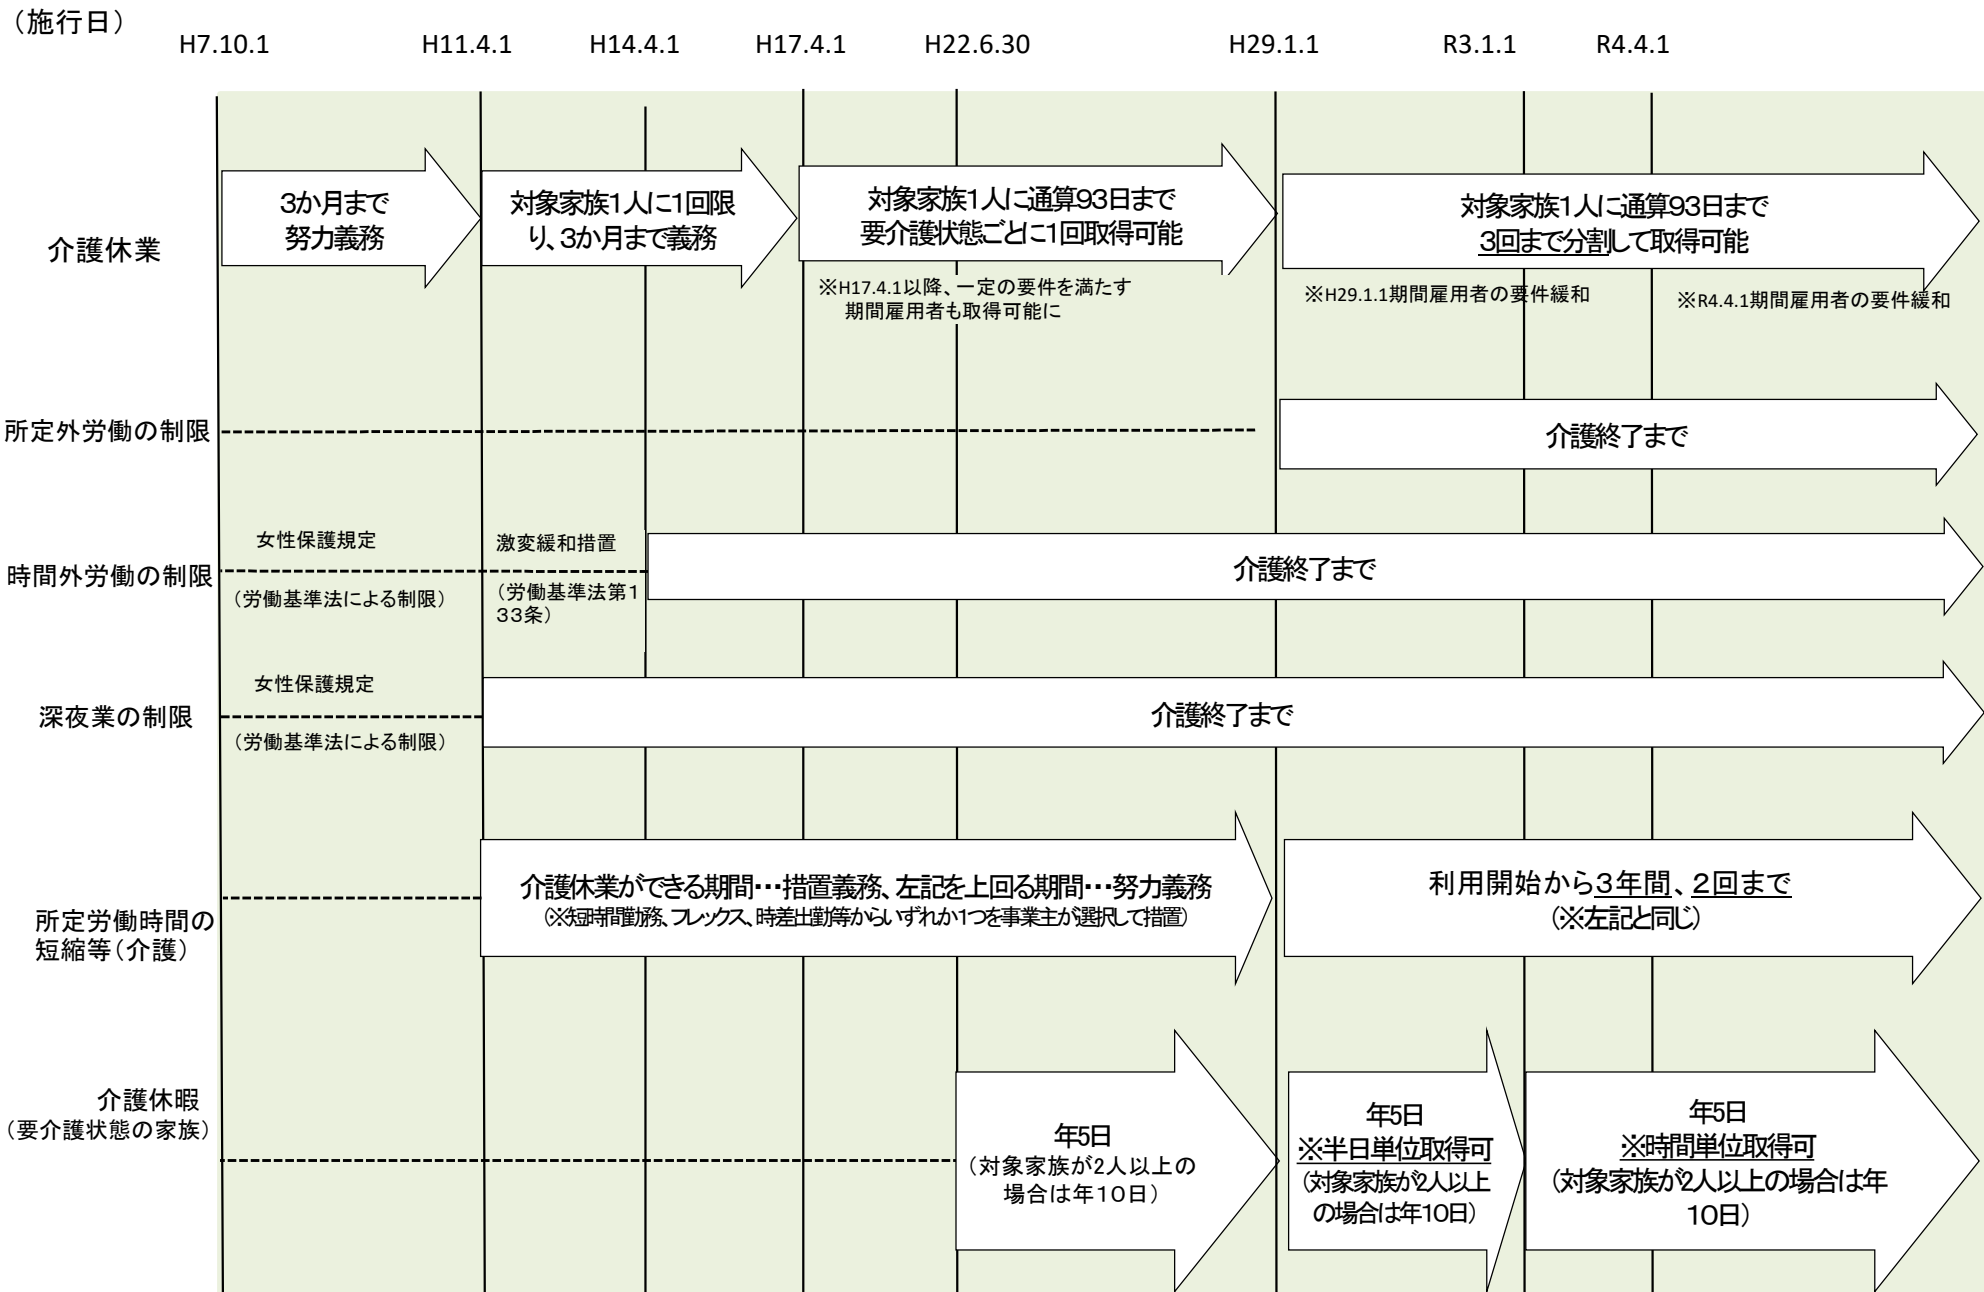 （施行日）
H7.10.1
H11.4.1
H14.4.1
H17.4.1
H22.6.30
H29.1.1
R3.1.1
R4.4.1
介護休業
3か月まで
努力義務
対象家族1人に1回限
り、3か月まで義務
対象家族1人に通算93日まで
要介護状態ごとに1回取得可能
※H17.4.1以降、一定の要件を満たす
期間雇用者も取得可能に
対象家族1人に通算93日まで
3回まで分割して取得可能
※H29.1.1期間雇用者の要件緩和
※R4.4.1期間雇用者の要件緩和
所定外労働の制限
介護終了まで
時間外労働の制限
女性保護規定
（労働基準法による制限）
激変緩和措置
（労働基準法第1
33条）
介護終了まで
深夜業の制限
女性保護規定
（労働基準法による制限）
介護終了まで
所定労働時間の
短縮等（介護）
介護休業ができる期間・・・措置義務、左記を上回る期間・・・努力義務
（※短時間勤務、フレックス、時差出勤等からいずれか1つを事業主が選択して措置）
利用開始から3年間、2回まで
（※左記と同じ）
介護休暇
（要介護状態の家族）
年5日
（対象家族が2人以上の
場合は年10日）
年5日
※半日単位取得可
（対象家族が2人以上
の場合は年10日）
年5日
※時間単位取得可
（対象家族が2人以上の場合は年
10日）